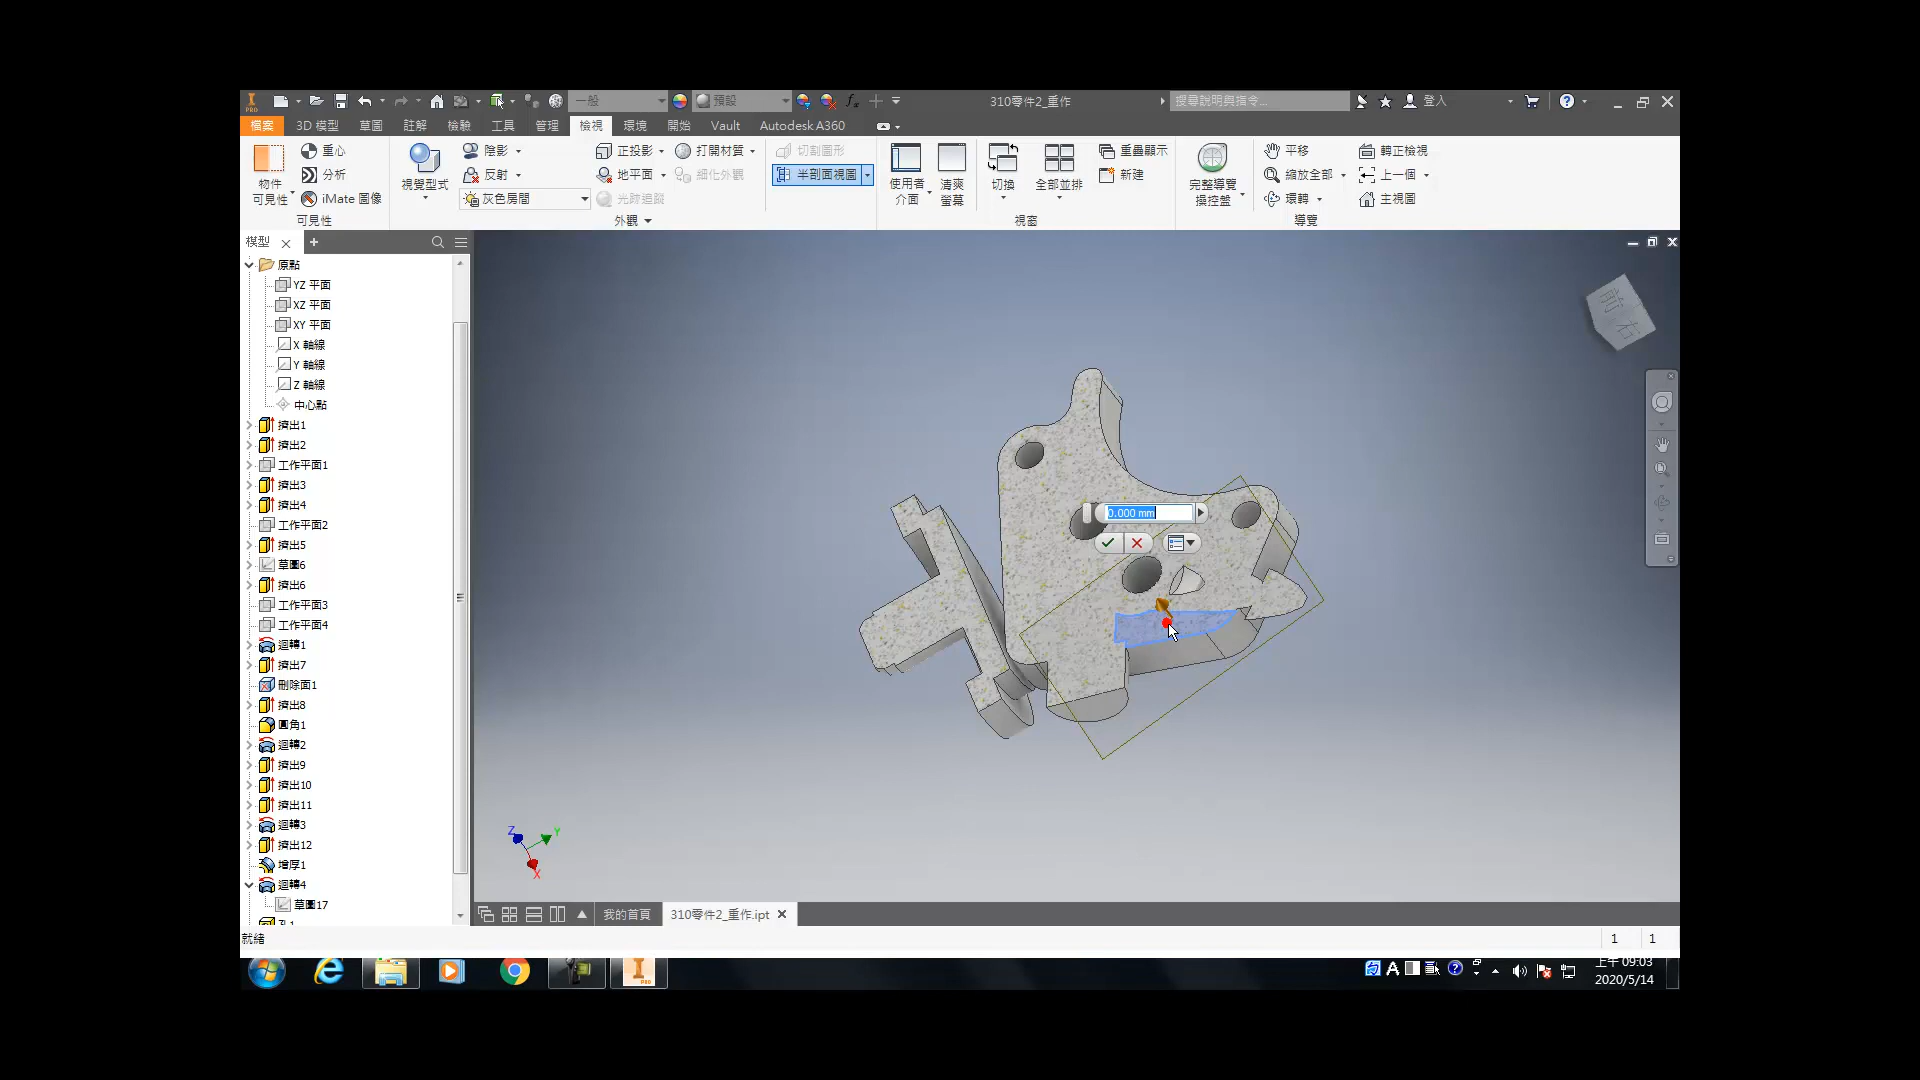 PRO
一般
預設
310零件2_重作
搜尋說明與指令...
登入
檔案
3D 模型
草圖
註解
檢驗
工具
管理
檢視
環境
開始
Vault
Autodesk A360
物件
可見性
重心
分析
iMate 圖像
可見性
視覺型式
陰影
反射
灰色房間
正投影
地平面
光跡追蹤
打開材質
細化外觀
外觀
切割圖形
半剖面視圖
使用者
介面
清爽
螢幕
切換
全部並排
重疊顯示
新建
視窗
完整導覽
操控盤
平移
縮放全部
環轉
轉正檢視
上一個
主視圖
導覽
模型
原點
YZ 平面
XZ 平面
XY 平面
X 軸線
Y 軸線
Z 軸線
中心點
擠出1
擠出2
工作平面1
擠出3
擠出4
工作平面2
擠出5
草圖6
擠出6
工作平面3
工作平面4
迴轉1
擠出7
刪除面1
擠出8
圓角1
迴轉2
擠出9
擠出10
擠出11
迴轉3
擠出12
增厚1
迴轉4
草圖17
孔1
0.000 mm
前
右
Z
Y
X
我的首頁
310零件2_重作.ipt
就緒
1
1
PRO
A
上午 09:03
2020/5/14